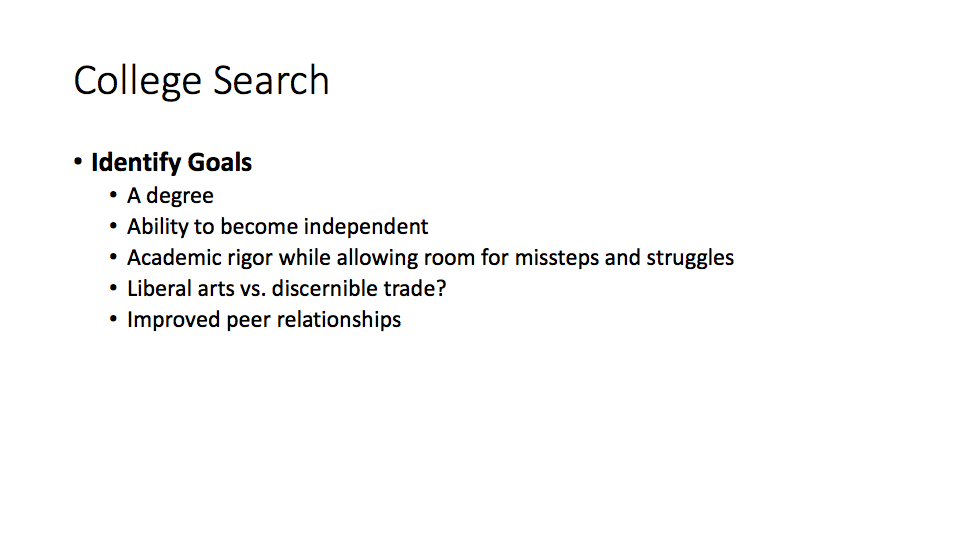 College Search
• Identify Goals
• A degree
• Ability to become independent
• Academic rigor while allowing room for missteps and struggles
• Liberal arts vs. discernible trade?
• Improved peer relationships